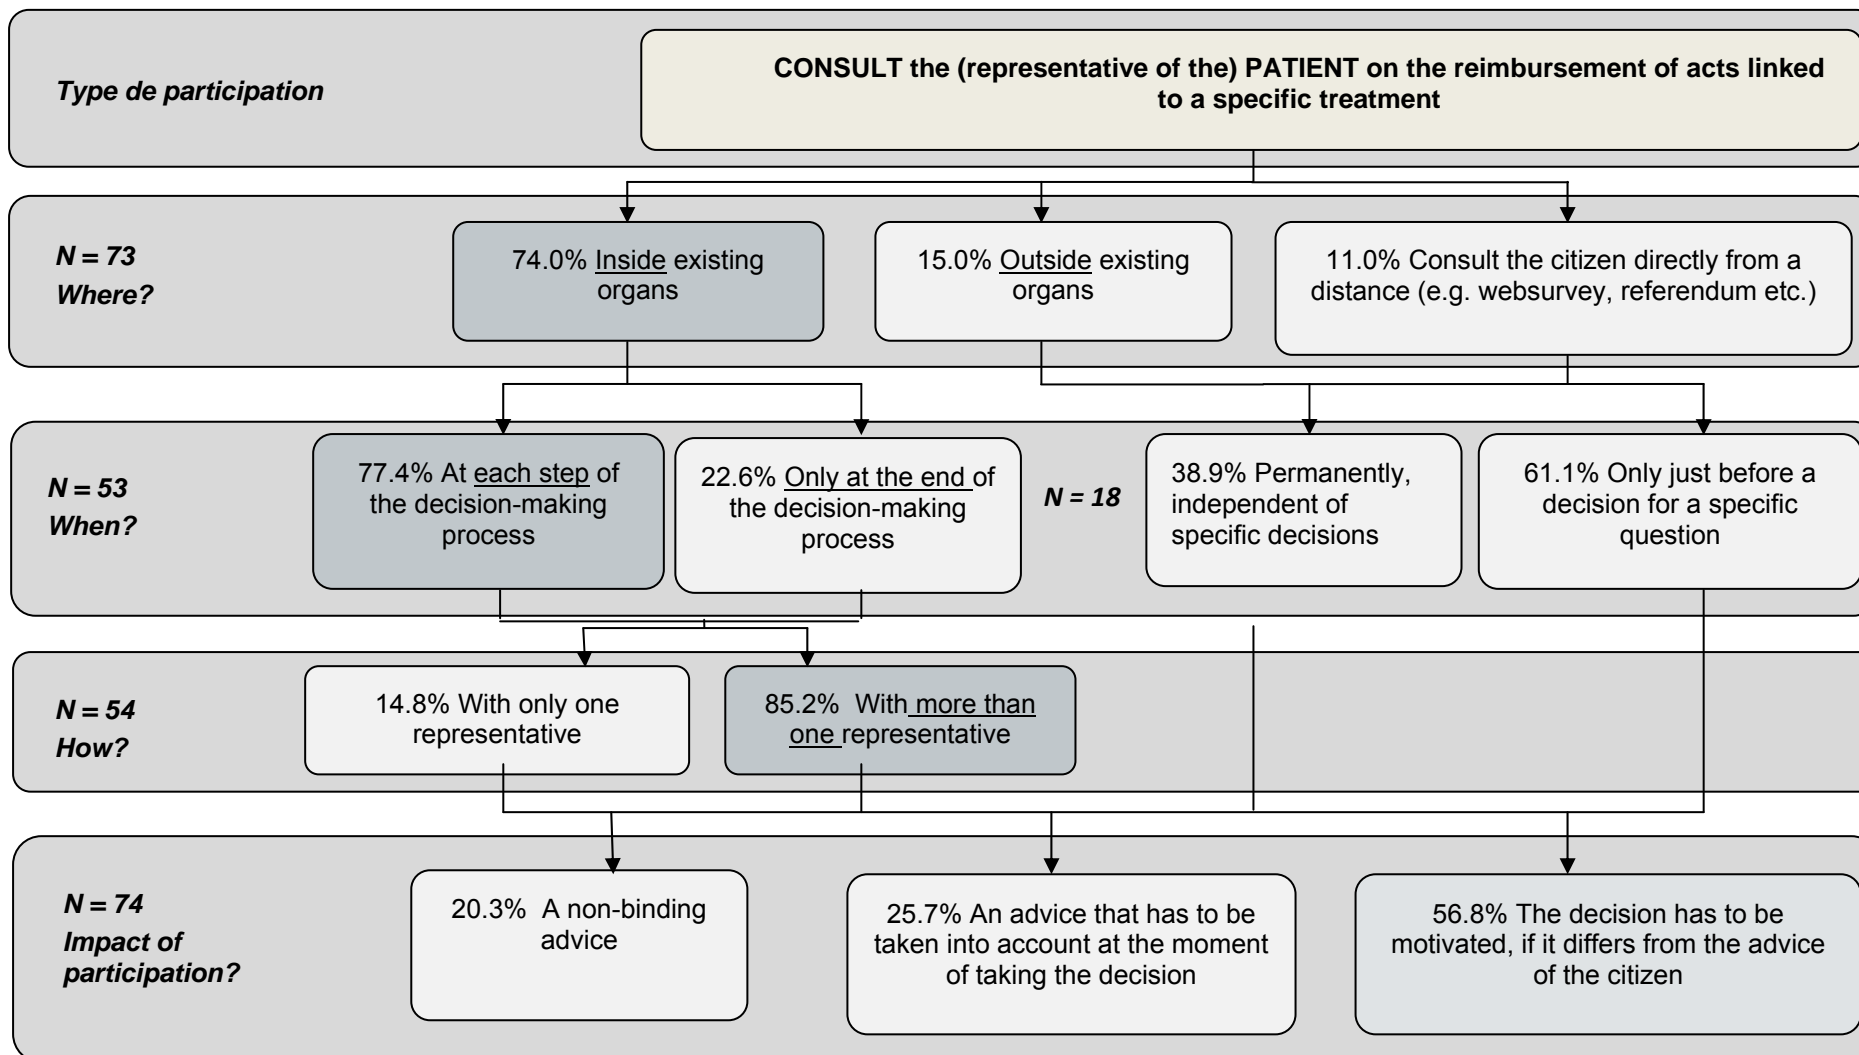 Type de participation
CONSULT the (representative of the) PATIENT on the reimbursement of acts linked
to a specific treatment
N = 73
Where?
74.0% Inside existing
organs
15.0% Outside existing
organs
11.0% Consult the citizen directly from a
distance (e.g. websurvey, referendum etc.)
N = 53
When?
77.4% At each step of
the decision-making
process
22.6% Only at the end of
the decision-making
process
N = 18
38.9% Permanently,
independent of
specific decisions
61.1% Only just before a
decision for a specific
question
N = 54
How?
14.8% With only one
representative
85.2% With more than
one representative
N = 74
Impact of
participation?
20.3% A non-binding
advice
25.7% An advice that has to be
taken into account at the moment
of taking the decision
56.8% The decision has to be
motivated, if it differs from the advice
of the citizen